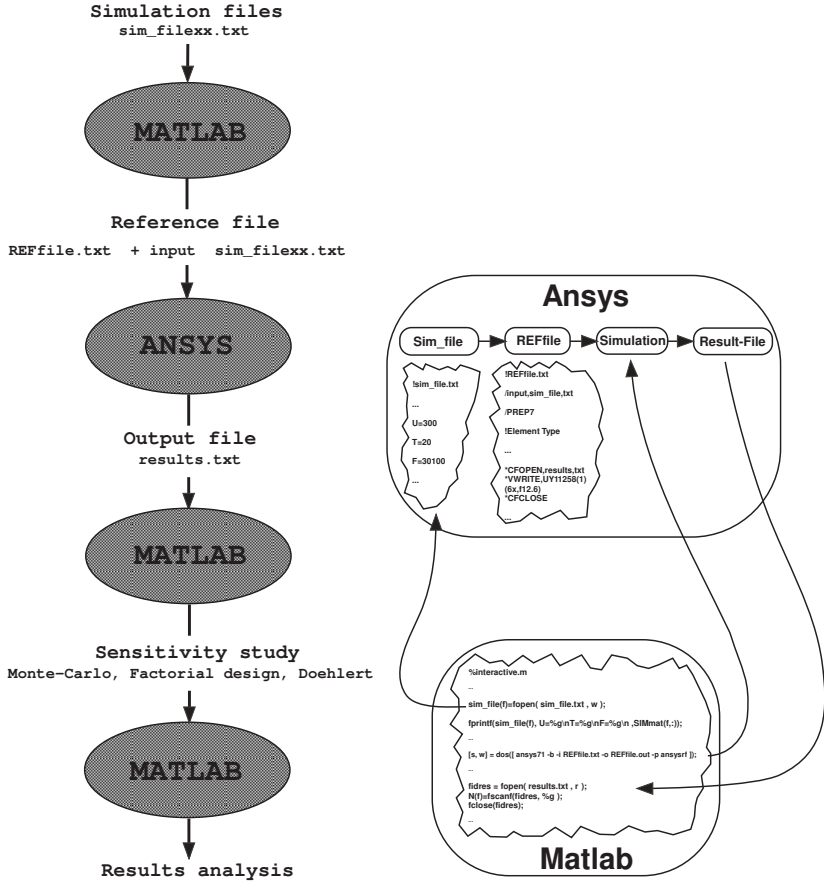 Simulation files
sim_filexx.txt
MATLAB
Reference file
REFfile.txt + input sim_filexx.txt
ANSYS
Output file
results.txt
MATLAB
Sensitivity study
Monte-Carlo, Factorial design, Doehlert
MATLAB
Results analysis
Ansys
Sim_file
REFfile
Simulation
Result-File
!sim_file.txt
...
U=300
T=20
F=30100
...
!REFfile.txt
/input,sim_file,txt
/PREP7
!Element Type
...
*CFOPEN,results,txt
*VWRITE,UY11258(1)
(6x,f12.6)
*CFCLOSE
...
%interactive.m
..
sim_file(f)=fopen( sim_file.txt , w );
fprintf(sim_file(f), U=%g\nT=%g\nF=%g\n ,SIMmat(f,:));
..
[s, w] = dos([ ansys71 -b -i REFfile.txt -o REFfile.out -p ansysrf ]);
..
fidres = fopen( results.txt , r );
N(f)=fscanf(fidres, %g );
fclose(fidres);
..
Matlab